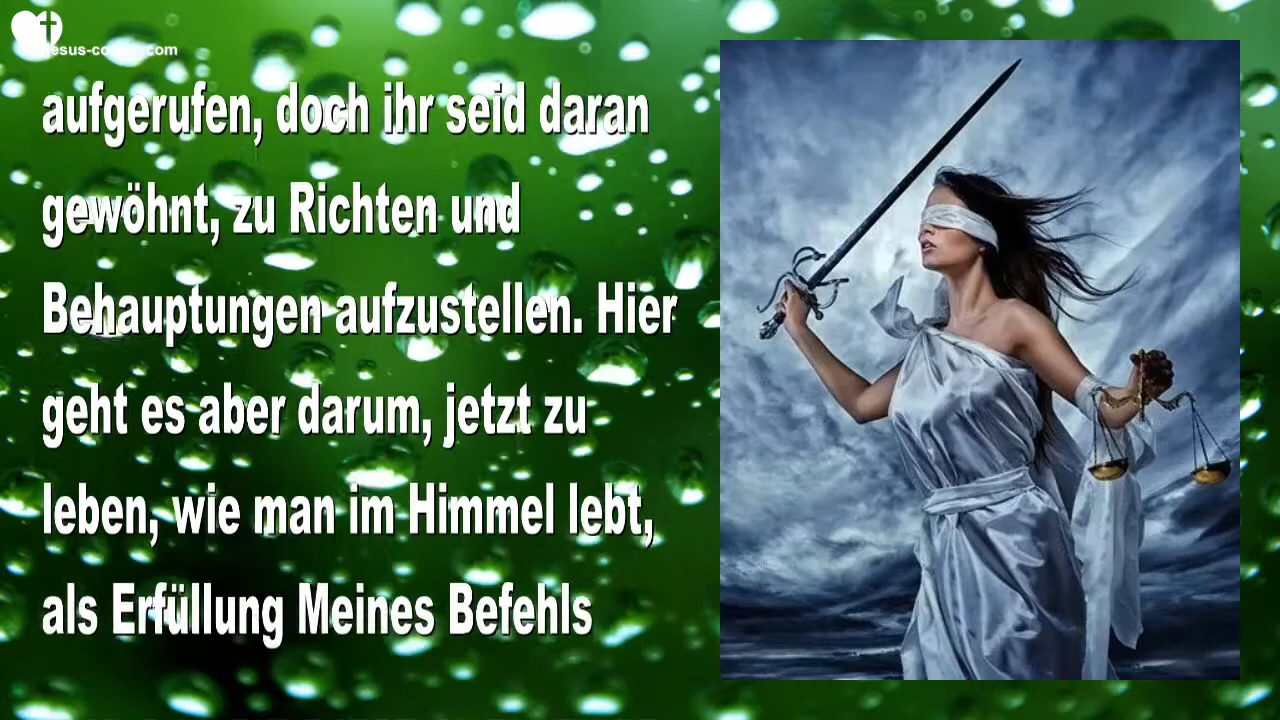 aufgerufen, doch ihr seid daran
gewöhnt, zu Richten und
Behauptungen aufzustellen. Hier
geht es aber darum, jetzt zu
leben, wie man im Himmel lebt,
als Erfüllung Meines Befehls